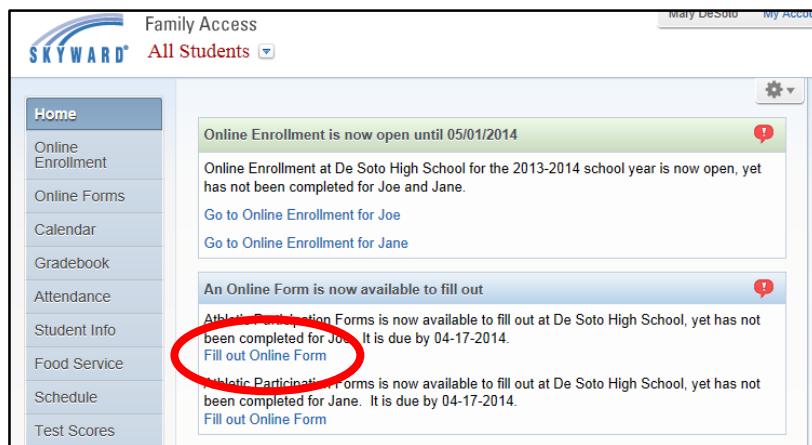 Family Access
Mary DeSoto My Accou
SKYWARD®
All Students
Home
Online
Enrollment
Online Forms
Calendar
Gradebook
Attendance
Student Info
Food Service
Schedule
Test Scores
Online Enrollment is now open until 05/01/2014
Online Enrollment at De Soto High School for the 2013-2014 school year is now open, yet
has not been completed for Joe and Jane.
Go to Online Enrollment for Joe
Go to Online Enrollment for Jane
An Online Form is now available to fill out
Athletic Participation Forms is now available to fill out at De Soto High School, yet has not
been completed for Joe. It is due by 04-17-2014.
Fill out Online Form
Athletic Participation Forms is now available to fill out at De Soto High School, yet has not
been completed for Jane. It is due by 04-17-2014.
Fill out Online Form